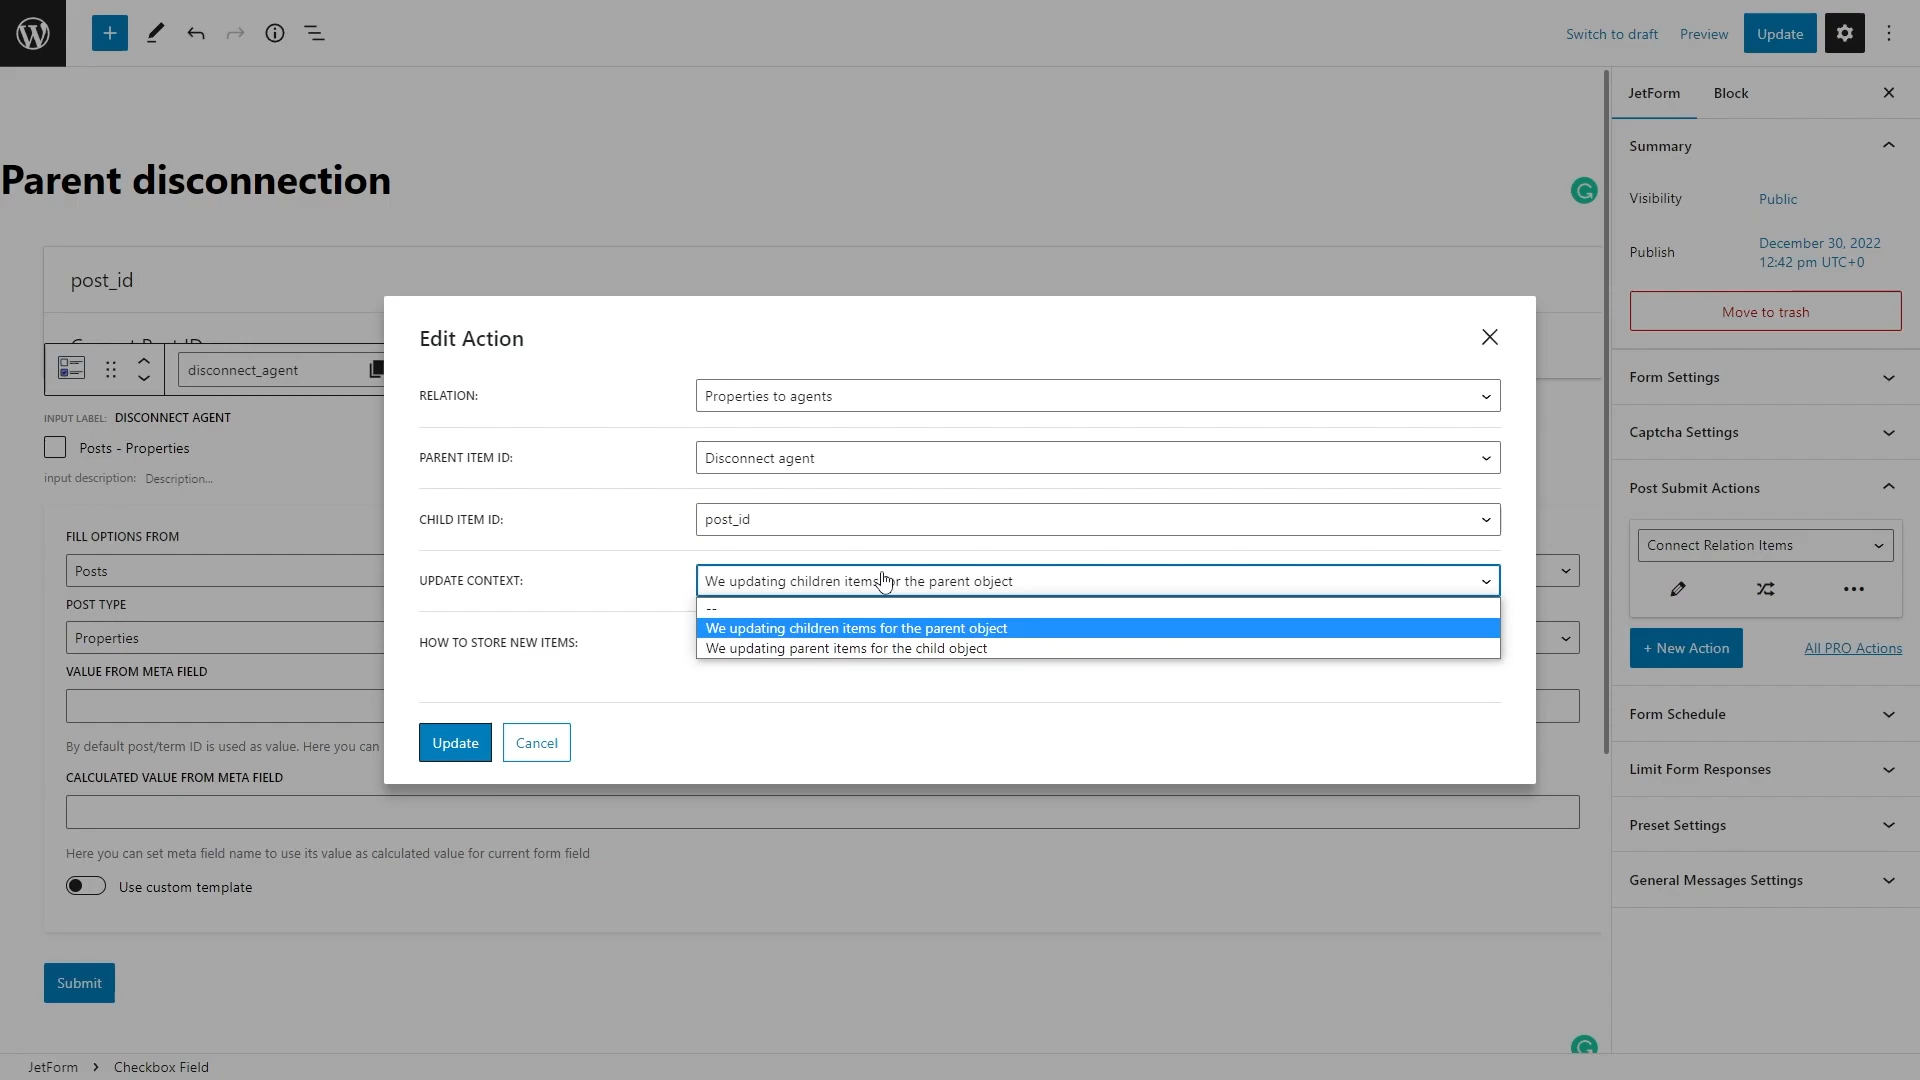 Switch to draft
Preview
Update
JetForm
Block
Parent disconnection
Summary
Visibility
Public
Publish
December 30, 2022
12:42 pm UTC+0
Move to trash
post_id
disconnect_agent
INPUT LABEL: DISCONNECT AGENT
Posts - Properties
input description: Description...
FILL OPTIONS FROM
Posts
POST TYPE
Properties
VALUE FROM META FIELD
By default post/term ID is used as value. Here you can
CALCULATED VALUE FROM META FIELD
Here you can set meta field name to use its value as calculated value for current form field
Use custom template
Submit
Edit Action
RELATION:
Properties to agents
PARENT ITEM ID:
Disconnect agent
CHILD ITEM ID:
post_id
UPDATE CONTEXT:
We updating children items for the parent object
--
We updating children items for the parent object
We updating parent items for the child object
HOW TO STORE NEW ITEMS:
Update
Cancel
Form Settings
Captcha Settings
Post Submit Actions
Connect Relation Items
+ New Action
All PRO Actions
Form Schedule
Limit Form Responses
Preset Settings
General Messages Settings
JetForm > Checkbox Field